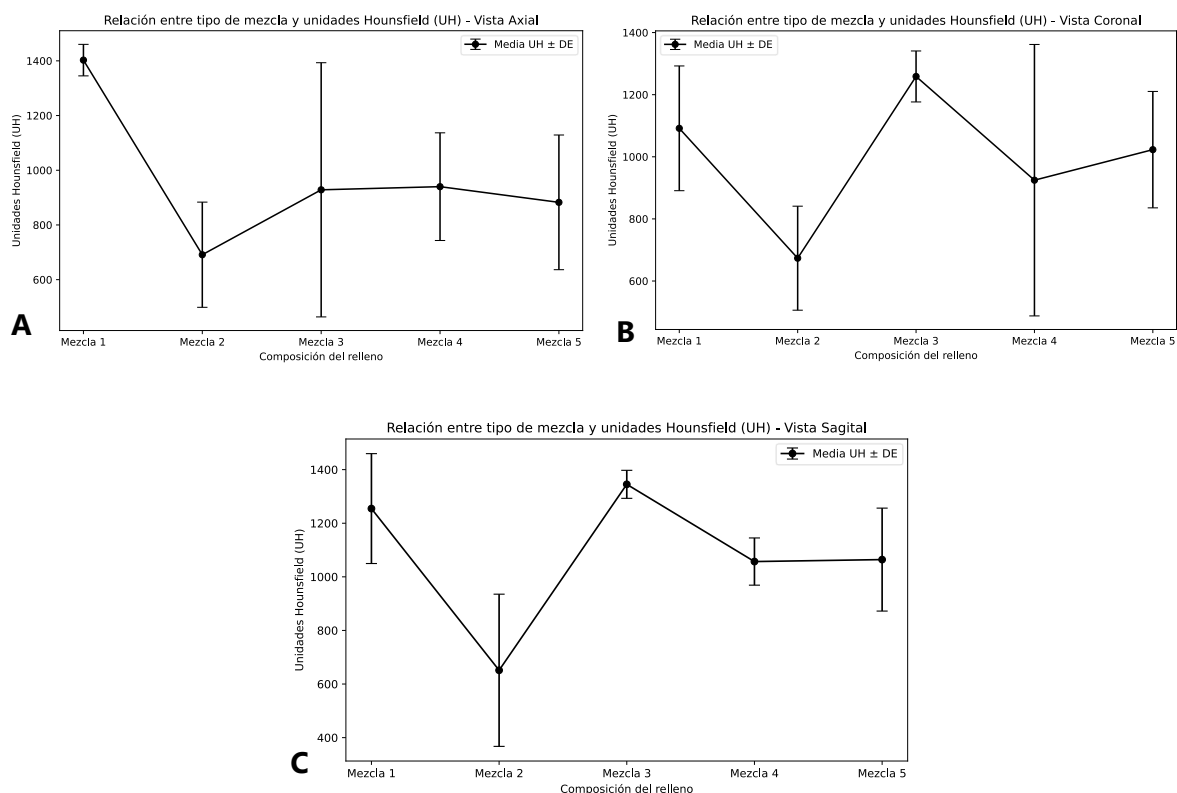 Relación entre tipo de mezcla y unidades Hounsfield (UH) - Vista Axial
Media UH ± DE
Unidades Hounsfield (UH)
1400
1200
1000
800
600
Mezcla 1
Mezcla 2
Mezcla 3
Mezcla 4
Mezcla 5
Composición del relleno
A
Relación entre tipo de mezcla y unidades Hounsfield (UH) - Vista Coronal
Media UH ± DE
Unidades Hounsfield (UH)
1400
1200
1000
800
600
Mezcla 1
Mezcla 2
Mezcla 3
Mezcla 4
Mezcla 5
Composición del relleno
B
Relación entre tipo de mezcla y unidades Hounsfield (UH) - Vista Sagital
Media UH ± DE
Unidades Hounsfield (UH)
1400
1200
1000
800
600
400
Mezcla 1
Mezcla 2
Mezcla 3
Mezcla 4
Mezcla 5
Composición del relleno
C